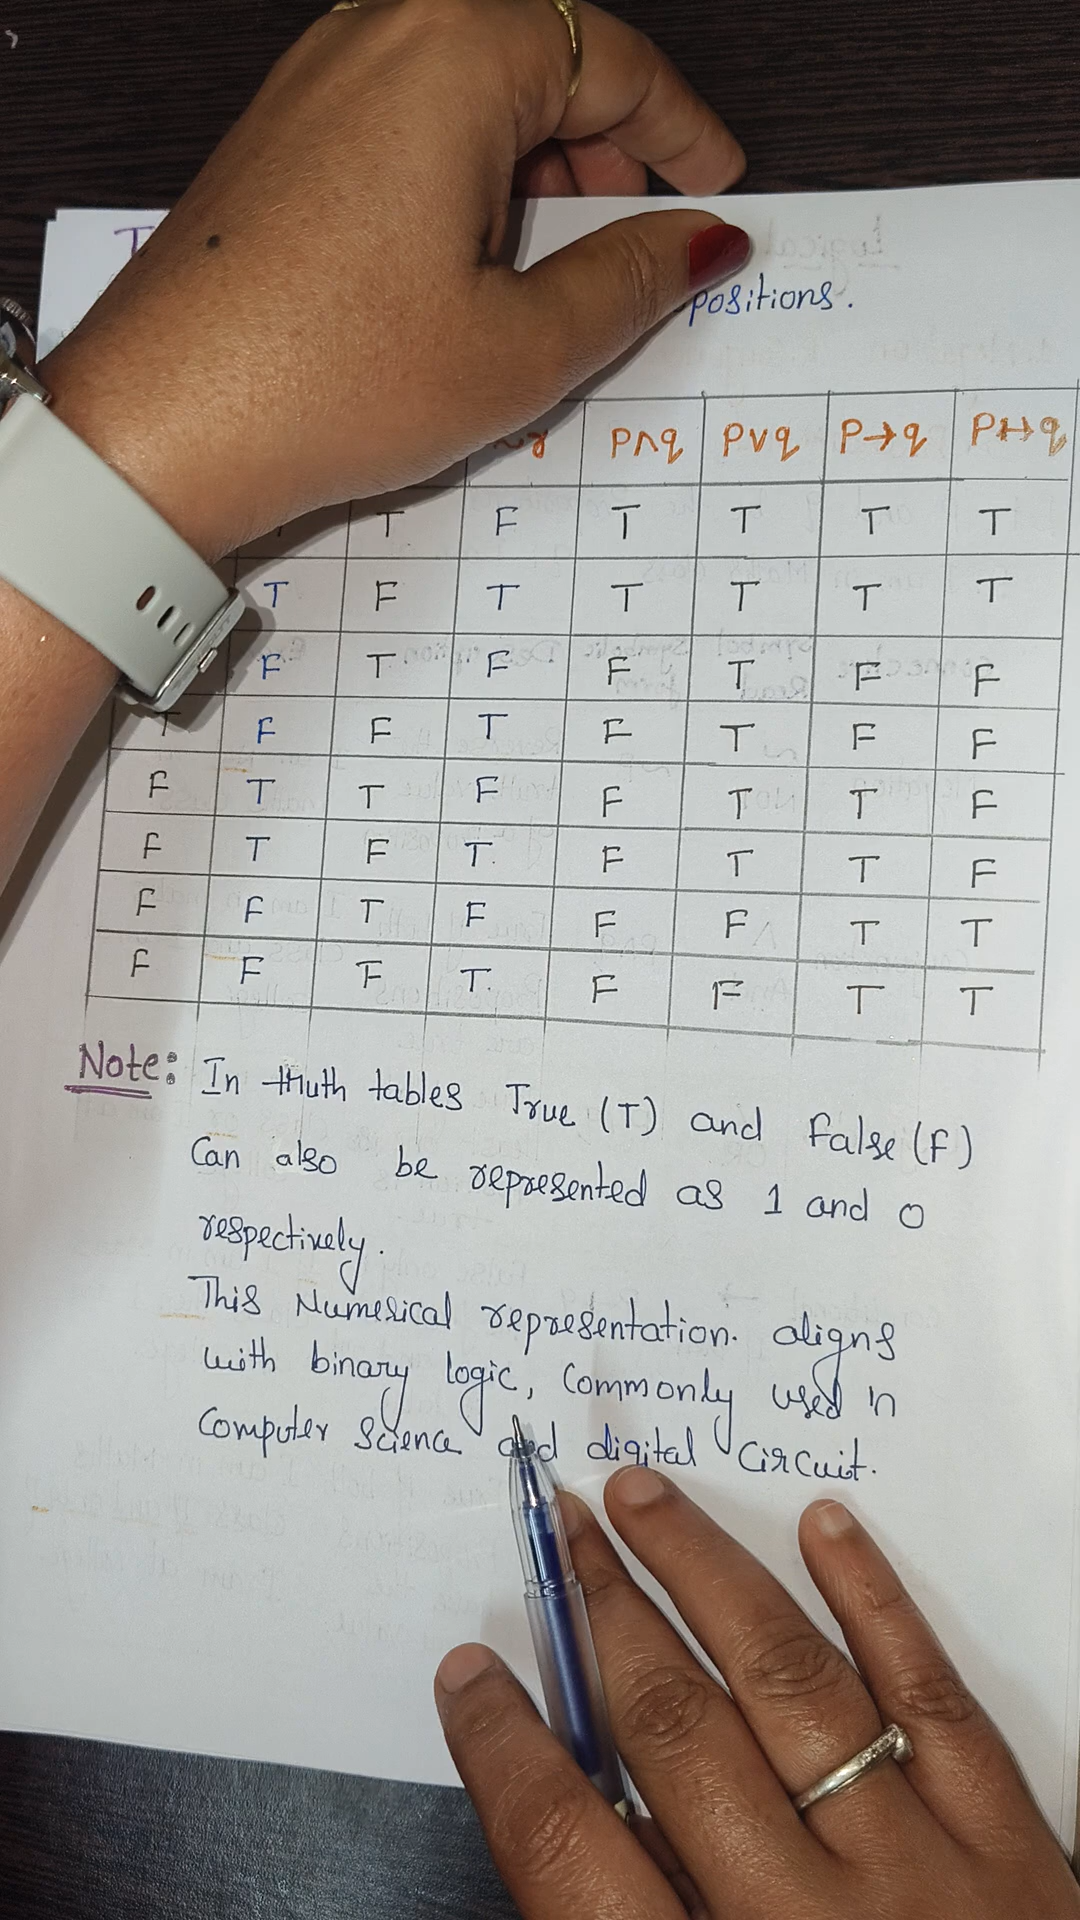 positions.
~r P∧q P∨q P→q P↔q
T F T T T T
T F T T T T T
F T F F T F F
T F F T F T F F
F T T F F T T F
F T F T. F T T F
F F T F F F T T
F F F T. F F T T
Note: In truth tables True (T) and False (F)
Can also be represented as 1 and 0
respectively.
This Numerical representation. aligns
with binary logic, Commonly used in
Computer Science and digital Circuit.